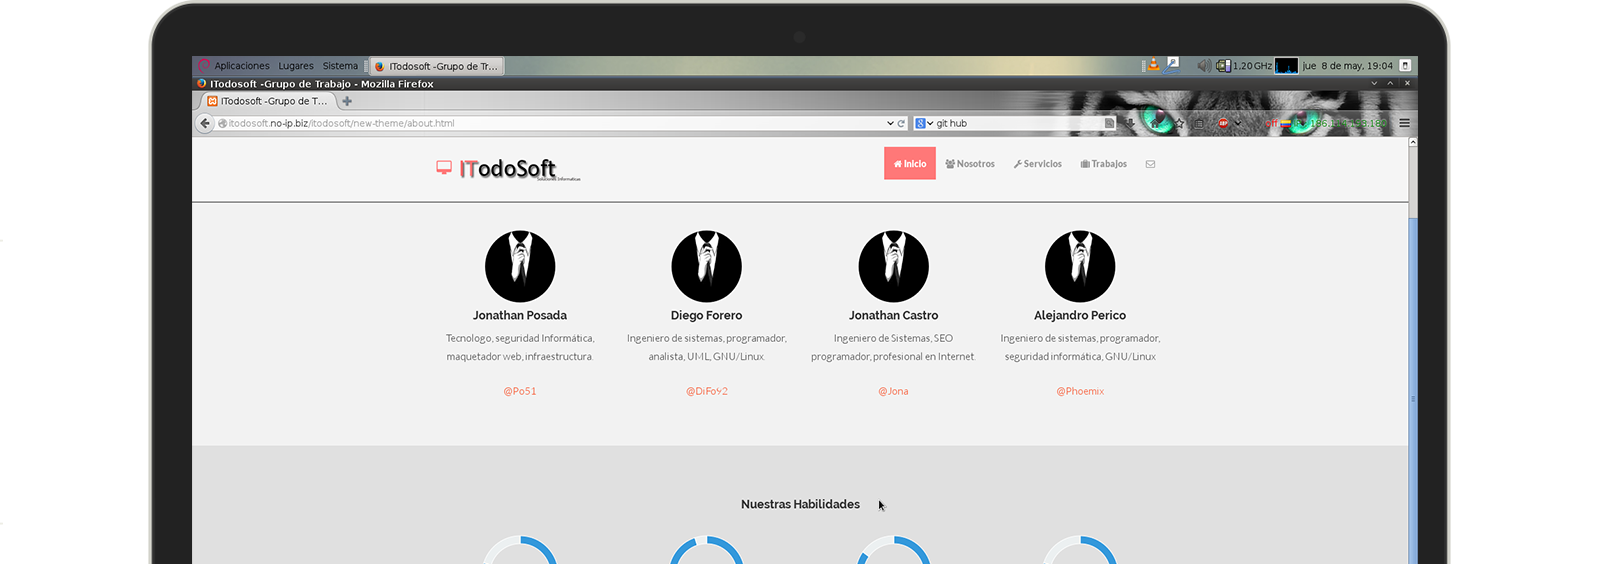 Aplicaciones Lugares Sistema ITodosoft -Grupo de Tr... 1,20 GHz jue 8 de may, 19:04
ITodosoft -Grupo de Trabajo - Mozilla Firefox
ITodosoft -Grupo de T...
itodosoft.no-ip.biz/itodosoft/new-theme/about.html git hub
ITodoSoft
Soluciones Informaticas
Inicio Nosotros Servicios Trabajos
Jonathan Posada
Tecnologo, seguridad Informática,
maquetador web, infraestructura.
@Po51
Diego Forero
Ingeniero de sistemas, programador,
analista, UML, GNU/Linux
@DiFo92
Jonathan Castro
Ingeniero de Sistemas, SEO
programador, profesional en Internet.
@Jona
Alejandro Perico
Ingeniero de sistemas, programador,
seguridad informática, GNU/Linux
@Phoemix
Nuestras Habilidades